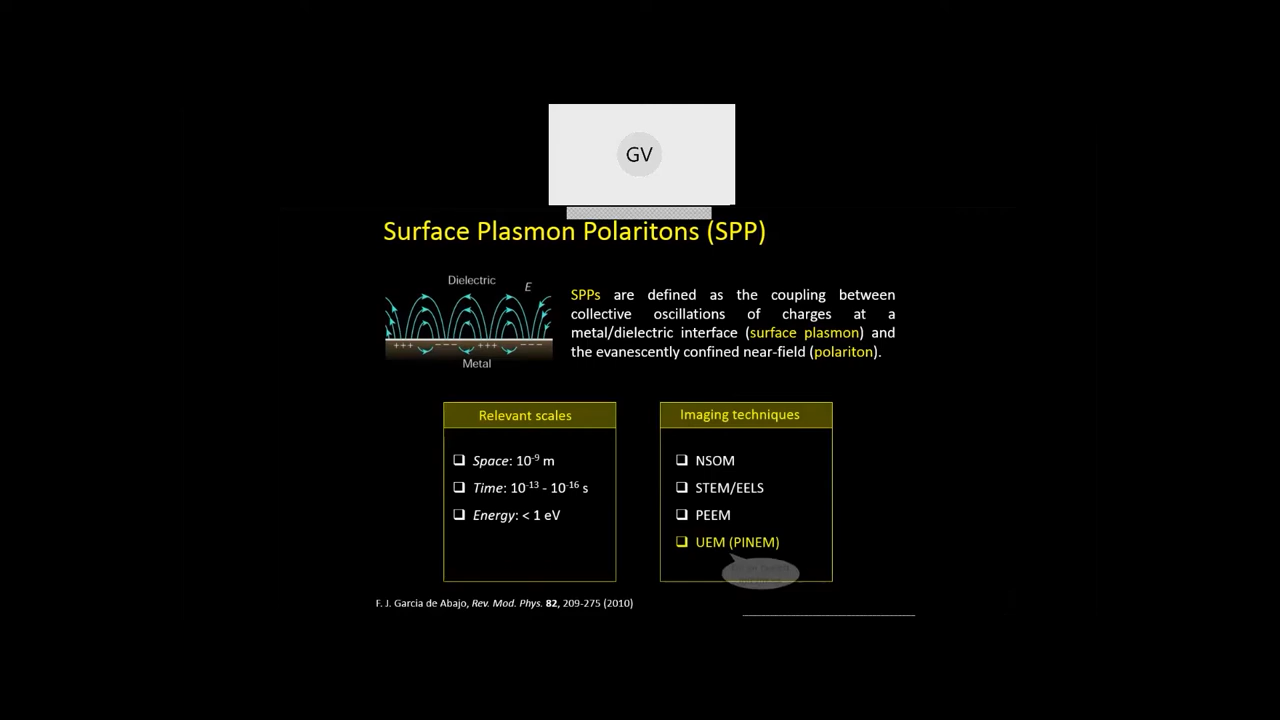 GV
Surface Plasmon Polaritons (SPP)
Dielectric
E
+++ --- +++ ---
Metal
SPPs are defined as the coupling between
collective oscillations of charges at a
metal/dielectric interface (surface plasmon) and
the evanescently confined near-field (polariton).
Relevant scales
Space: 10⁻⁹ m
Time: 10⁻¹³ - 10⁻¹⁶ s
Energy: < 1 eV
Imaging techniques
NSOM
STEM/EELS
PEEM
UEM (PINEM)
F. J. Garcia de Abajo, Rev. Mod. Phys. 82, 209-275 (2010)